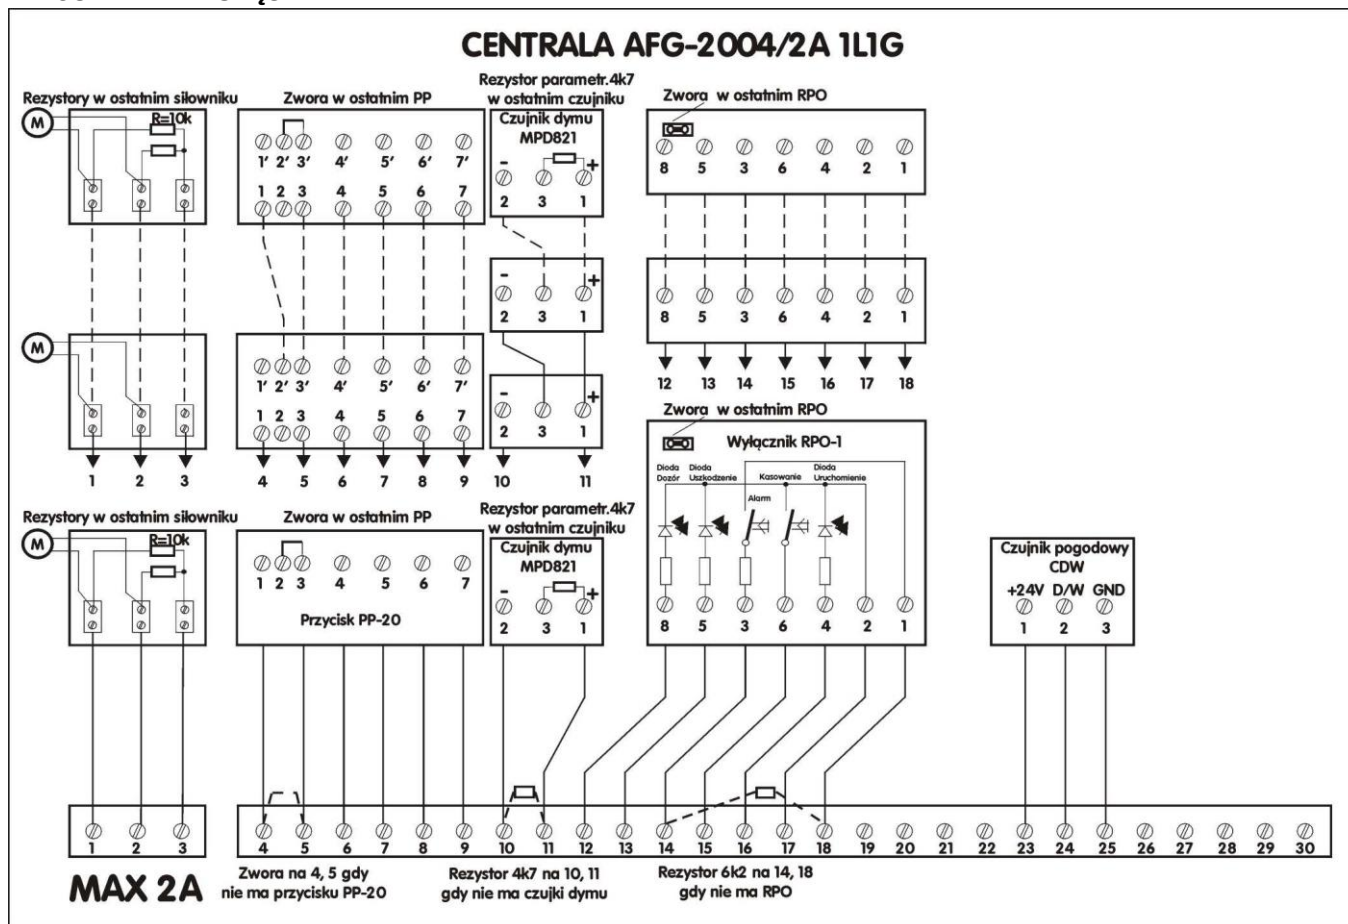 CENTRALA AFG-2004/2A 1L1G
Rezystory w ostatnim siłowniku
R=10k
M
Zwora w ostatnim PP
1' 2' 3' 4' 5' 6' 7'
1 2 3 4 5 6 7
Rezystor parametr.4k7
w ostatnim czujniku
Czujnik dymu
MPD821
- +
2 3 1
Zwora w ostatnim RPO
8 5 3 6 4 2 1
- +
2 3 1
8 5 3 6 4 2 1
12 13 14 15 16 17 18
M
1' 2' 3' 4' 5' 6' 7'
1 2 3 4 5 6 7
- +
2 3 1
1 2 3
4 5 6 7 8 9
10 11
Zwora w ostatnim RPO
Wyłącznik RPO-1
Dioda
Dozór
Dioda
Uszkodzenie
Alarm
Kasowanie
Dioda
Uruchomienie
8 5 3 6 4 2 1
Rezystory w ostatnim siłowniku
R=10k
M
Zwora w ostatnim PP
1 2 3 4 5 6 7
Przycisk PP-20
Rezystor parametr.4k7
w ostatnim czujniku
Czujnik dymu
MPD821
- +
2 3 1
Czujnik pogodowy
CDW
+24V D/W GND
1 2 3
1 2 3
4 5 6 7 8 9 10 11 12 13 14 15 16 17 18 19 20 21 22 23 24 25 26 27 28 29 30
MAX 2A
Zwora na 4, 5 gdy
nie ma przycisku PP-20
Rezystor 4k7 na 10, 11
gdy nie ma czujki dymu
Rezystor 6k2 na 14, 18
gdy nie ma RPO